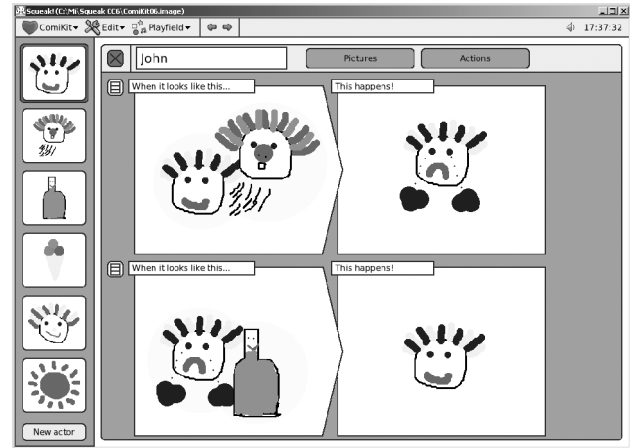 Squeak! (C:\Mi\Squeak CC6\ComiKit06.image)
ComiKit Edit Playfield 17:37:32
John Pictures Actions
When it looks like this... This happens!
When it looks like this... This happens!
New actor